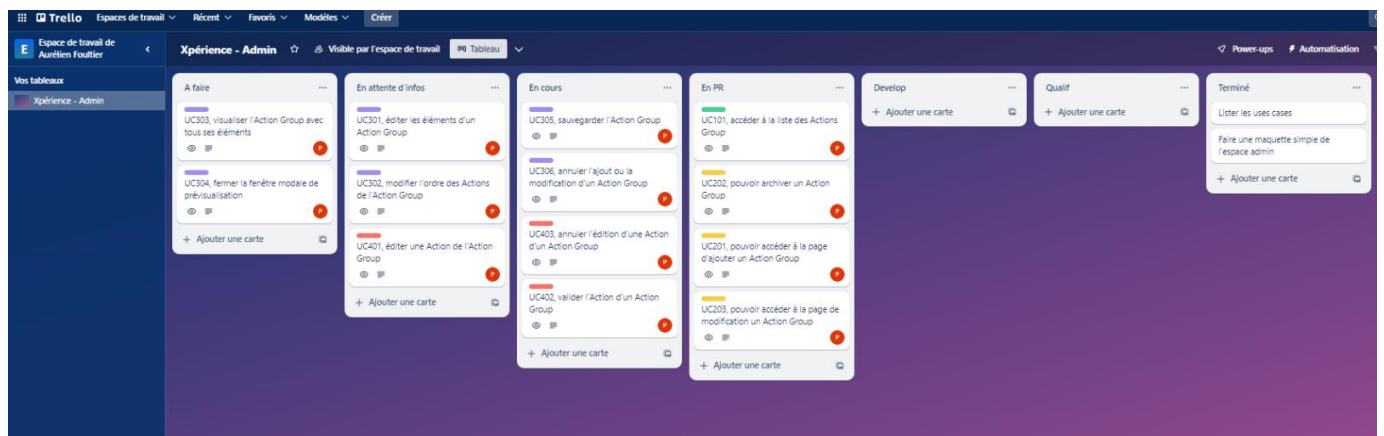 Trello Espaces de travail Récent Favoris Modèles Créer
E Espace de travail de
Aurélien Fouttier
Xpérience - Admin Visible par l'espace de travail Tableau Power-ups Automatisation
Vos tableaux
Xpérience - Admin
A faire
UC303, visualiser l'Action Group avec
tous ses éléments
P
UC304, fermer la fenêtre modale de
prévisualisation
P
+ Ajouter une carte
En attente d'infos
UC301, éditer les éléments d'un
Action Group
P
UC302, modifier l'ordre des Actions
de l'Action Group
P
UC401, éditer une Action de l'Action
Group
P
+ Ajouter une carte
En cours
UC305, sauvegarder l'Action Group
P
UC306, annuler l'ajout ou la
modification d'un Action Group
P
UC403, annuler l'édition d'une Action
d'un Action Group
P
UC402, valider l'Action d'un Action
Group
P
+ Ajouter une carte
En PR
UC101, accéder à la liste des Actions
Group
P
UC202, pouvoir archiver un Action
Group
P
UC201, pouvoir accéder à la page
d'ajouter un Action Group
P
UC203, pouvoir accéder à la page de
modification un Action Group
P
+ Ajouter une carte
Develop
+ Ajouter une carte
Qualif
+ Ajouter une carte
Terminé
Lister les uses cases
Faire une maquette simple de
l'espace admin
+ Ajouter une carte